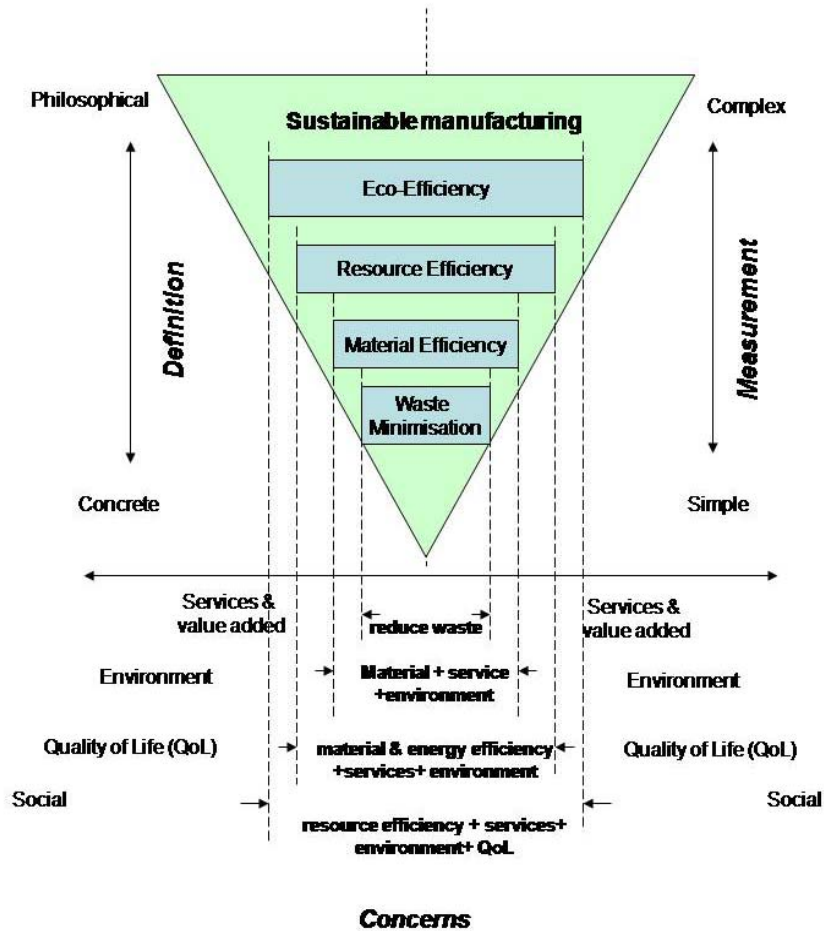 Philosophical
Complex
Sustainable manufacturing
Eco-Efficiency
Resource Efficiency
Definition
Measurement
Material Efficiency
Waste
Minimisation
Concrete
Simple
Services &
value added
reduce waste
Services &
value added
Environment
Material + service
+environment
Environment
Quality of Life (QoL)
material & energy efficiency
+services+ environment
Quality of Life (QoL)
Social
Social
resource efficiency + services+
environment+ QoL
Concerns